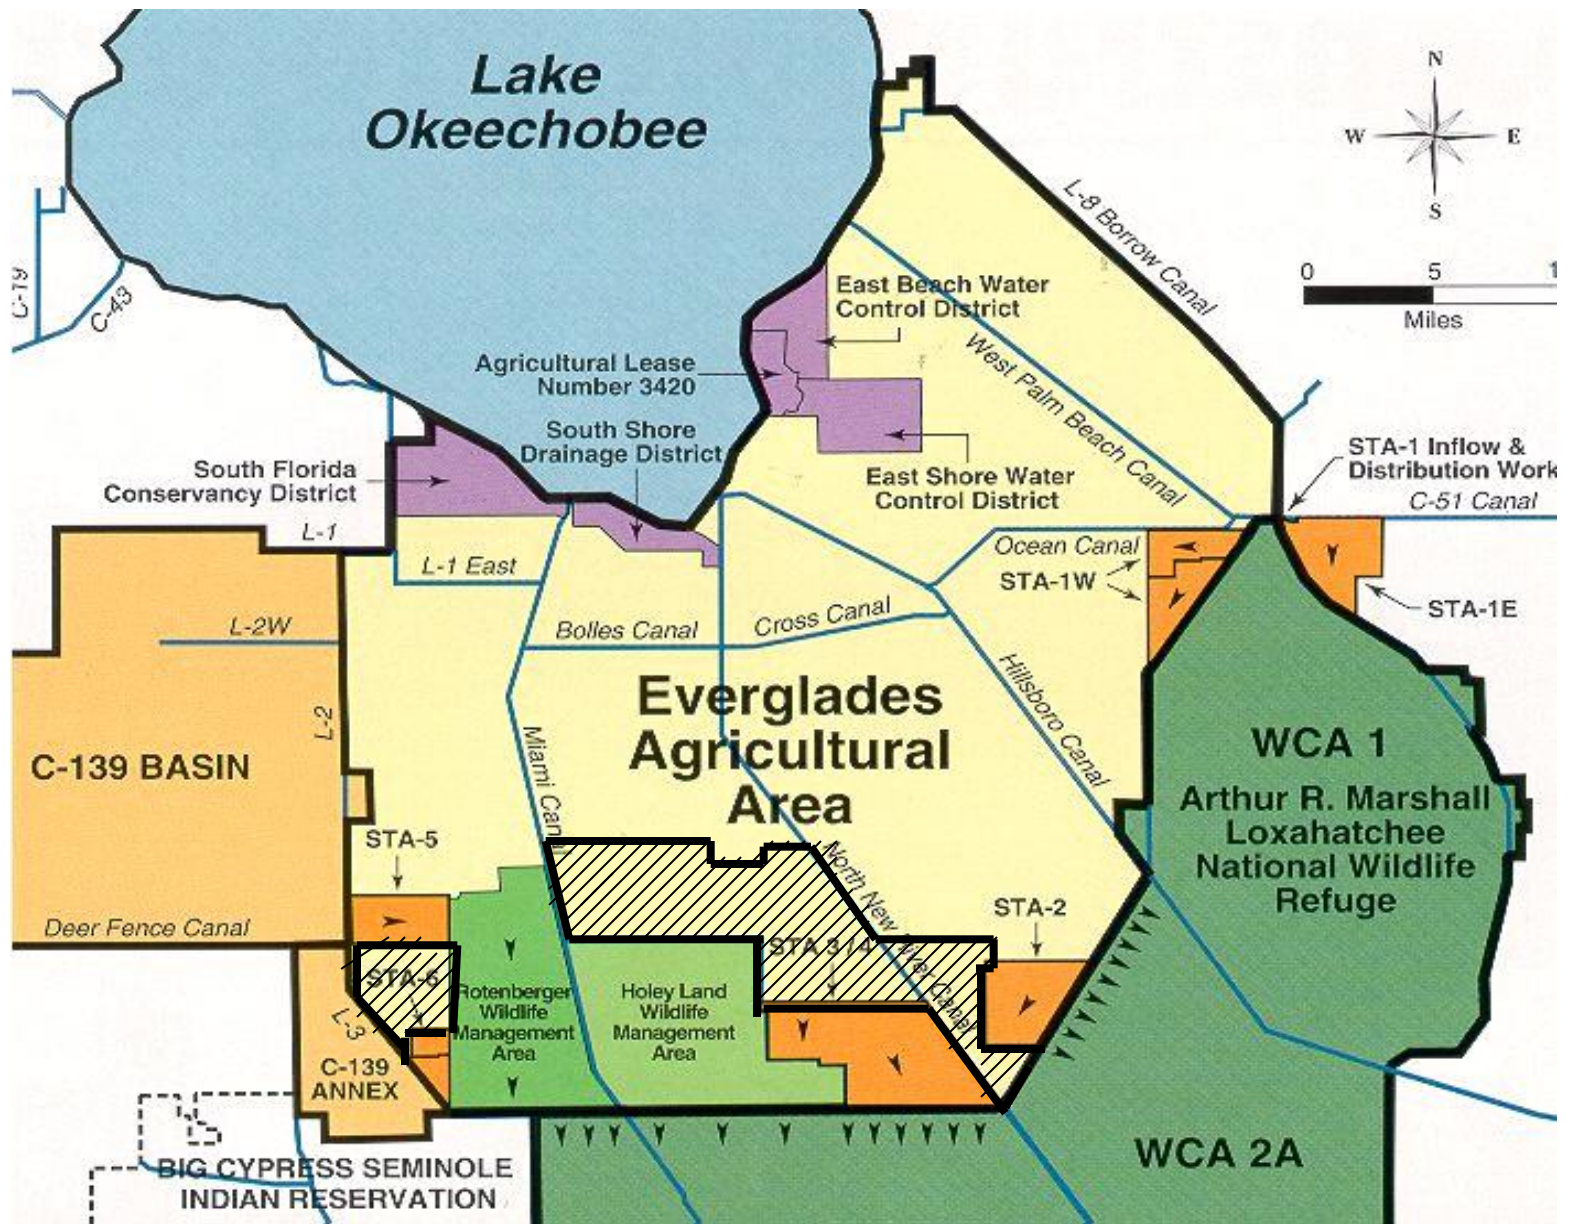 Lake
Okeechobee
N
W
E
S
0
5
1
Miles
C-19
C-43
L-8 Borrow Canal
East Beach Water
Control District
West Palm Beach Canal
Agricultural Lease
Number 3420
South Shore
Drainage District
South Florida
Conservancy District
East Shore Water
Control District
STA-1 Inflow &
Distribution Work
C-51 Canal
L-1
L-1 East
Ocean Canal
STA-1W
STA-1E
L-2W
Bolles Canal
Cross Canal
Hillsboro Canal
L-2
Everglades
Agricultural
Area
Miami Canal
C-139 BASIN
WCA 1
Arthur R. Marshall
Loxahatchee
National Wildlife
Refuge
STA-5
North New River Canal
STA-2
Deer Fence Canal
STA 3/4
STA-6
L-3
Rotenberger
Wildlife
Management
Area
Holey Land
Wildlife
Management
Area
C-139
ANNEX
BIG CYPRESS SEMINOLE
INDIAN RESERVATION
WCA 2A